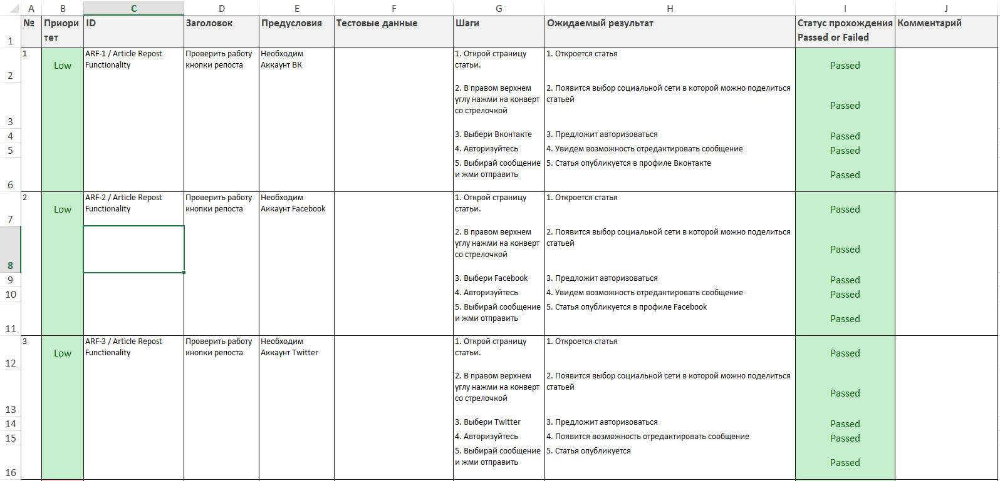 A B C D E F G H I J
1 № Приори ID Заголовок Предусловия Тестовые данные Шаги Ожидаемый результат Статус прохождения Комментарий
тет Passed or Failed
2 1 Low ARF-1 / Article Repost Проверить работу Необходим 1. Открой страницу 1. Откроется статья Passed
Functionality кнопки репоста Аккаунт ВК статьи.
3 2. В правом верхнем 2. Появится выбор социальной сети в которой можно поделиться Passed
углу нажми на конверт статьей
со стрелочкой
4 3. Выбери Вконтакте 3. Предложит авторизоваться Passed
5 4. Авторизуйтесь 4. Увидем возможность отредактировать сообщение Passed
6 5. Выбирай сообщение 5. Статья опубликуется в профиле Вконтакте Passed
и жми отправить
7 2 Low ARF-2 / Article Repost Проверить работу Необходим 1. Открой страницу 1. Откроется статья Passed
Functionality кнопки репоста Аккаунт Facebook статьи.
8 2. В правом верхнем 2. Появится выбор социальной сети в которой можно поделиться Passed
углу нажми на конверт статьей
со стрелочкой
9 3. Выбери Facebook 3. Предложит авторизоваться Passed
10 4. Авторизуйтесь 4. Увидем возможность отредактировать сообщение Passed
11 5. Выбирай сообщение 5. Статья опубликуется в профиле Facebook Passed
и жми отправить
12 3 Low ARF-3 / Article Repost Проверить работу Необходим 1. Открой страницу 1. Откроется статья Passed
Functionality кнопки репоста Аккаунт Twitter статьи.
13 2. В правом верхнем 2. Появится выбор социальной сети в которой можно поделиться Passed
углу нажми на конверт статьей
со стрелочкой
14 3. Выбери Twitter 3. Предложит авторизоваться Passed
15 4. Авторизуйтесь 4. Появится возможность отредактировать сообщение Passed
16 5. Выбирай сообщение 5. Статья опубликуется Passed
и жми отправить